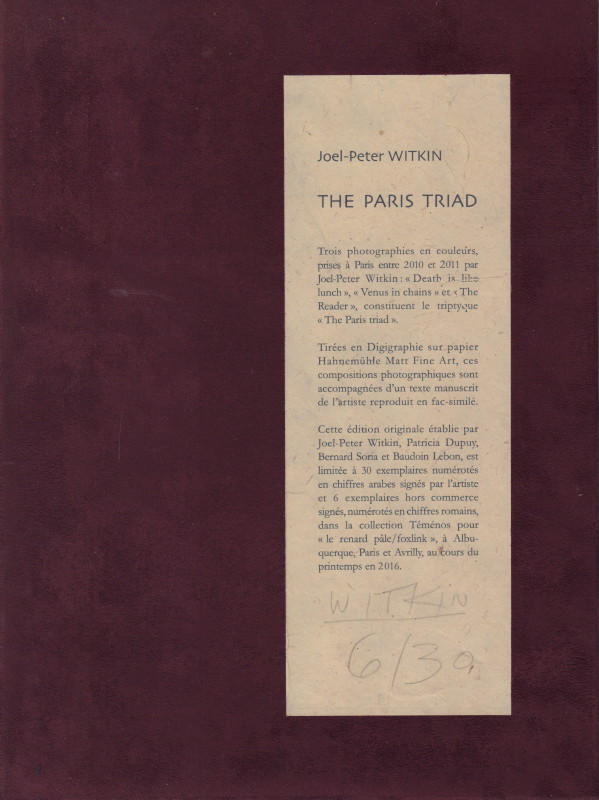 Joel-Peter WITKIN
THE PARIS TRIAD
Trois photographies en couleurs,
prises à Paris entre 2010 et 2011 par
Joel-Peter Witkin : « Death is like
lunch », « Venus in chains » et « The
Reader », constituent le triptyque
« The Paris triad ».
Tirées en Digigraphie sur papier
Hahnemühle Matt Fine Art, ces
compositions photographiques sont
accompagnées d'un texte manuscrit
de l'artiste reproduit en fac-similé.
Cette édition originale établie par
Joel-Peter Witkin, Patricia Dupuy,
Bernard Soria et Baudoin Lebon, est
limitée à 30 exemplaires numérotés
en chiffres arabes signés par l'artiste
et 6 exemplaires hors commerce
signés, numérotés en chiffres romains,
dans la collection Téménos pour
« le renard pâle/foxlink », à Albu-
querque, Paris et Avrilly, au cours du
printemps en 2016.
WITKIN
6/30